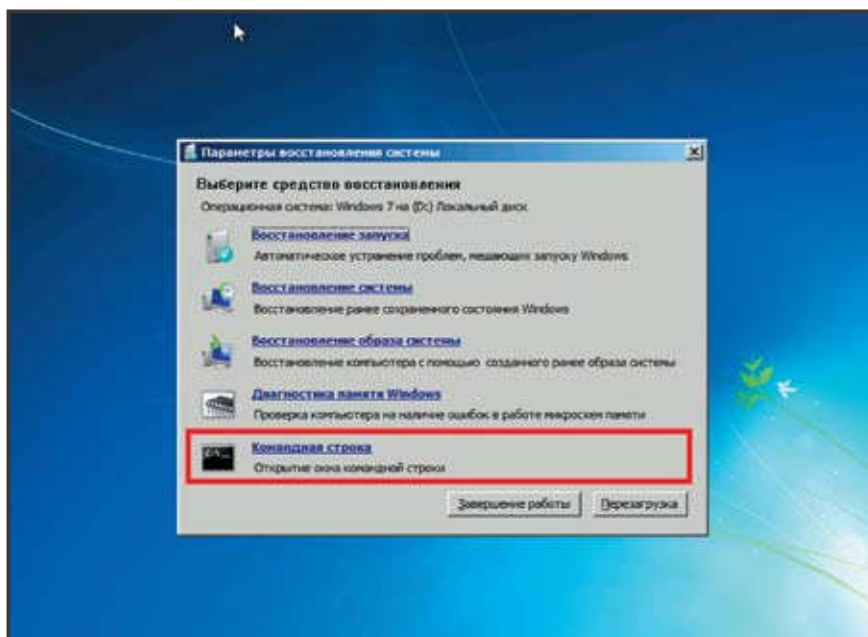 Параметры восстановления системы
Выберите средство восстановления
Операционная система: Windows 7 на (D:) Локальный диск
Восстановление запуска
Автоматическое устранение проблем, мешающих запуску Windows
Восстановление системы
Восстановление ранее сохраненного состояния Windows
Восстановление образа системы
Восстановление компьютера с помощью созданного ранее образа системы
Диагностика памяти Windows
Проверка компьютера на наличие ошибок в работе микросхем памяти
Командная строка
Открытие окна командной строки
Завершение работы
Перезагрузка